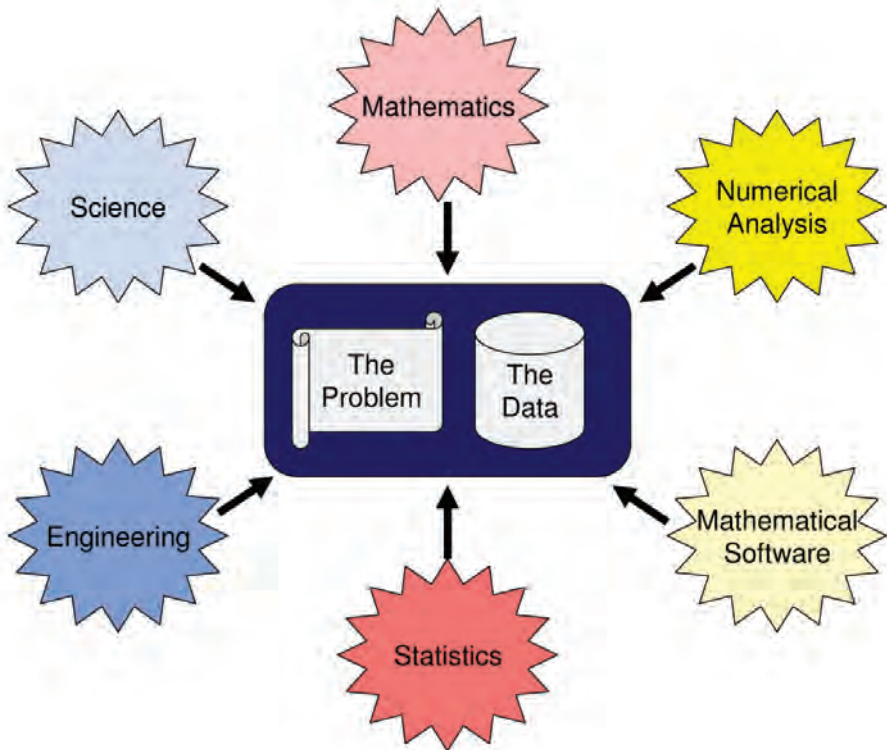 Mathematics
Science
Numerical
Analysis
The
Problem
The
Data
Engineering
Mathematical
Software
Statistics